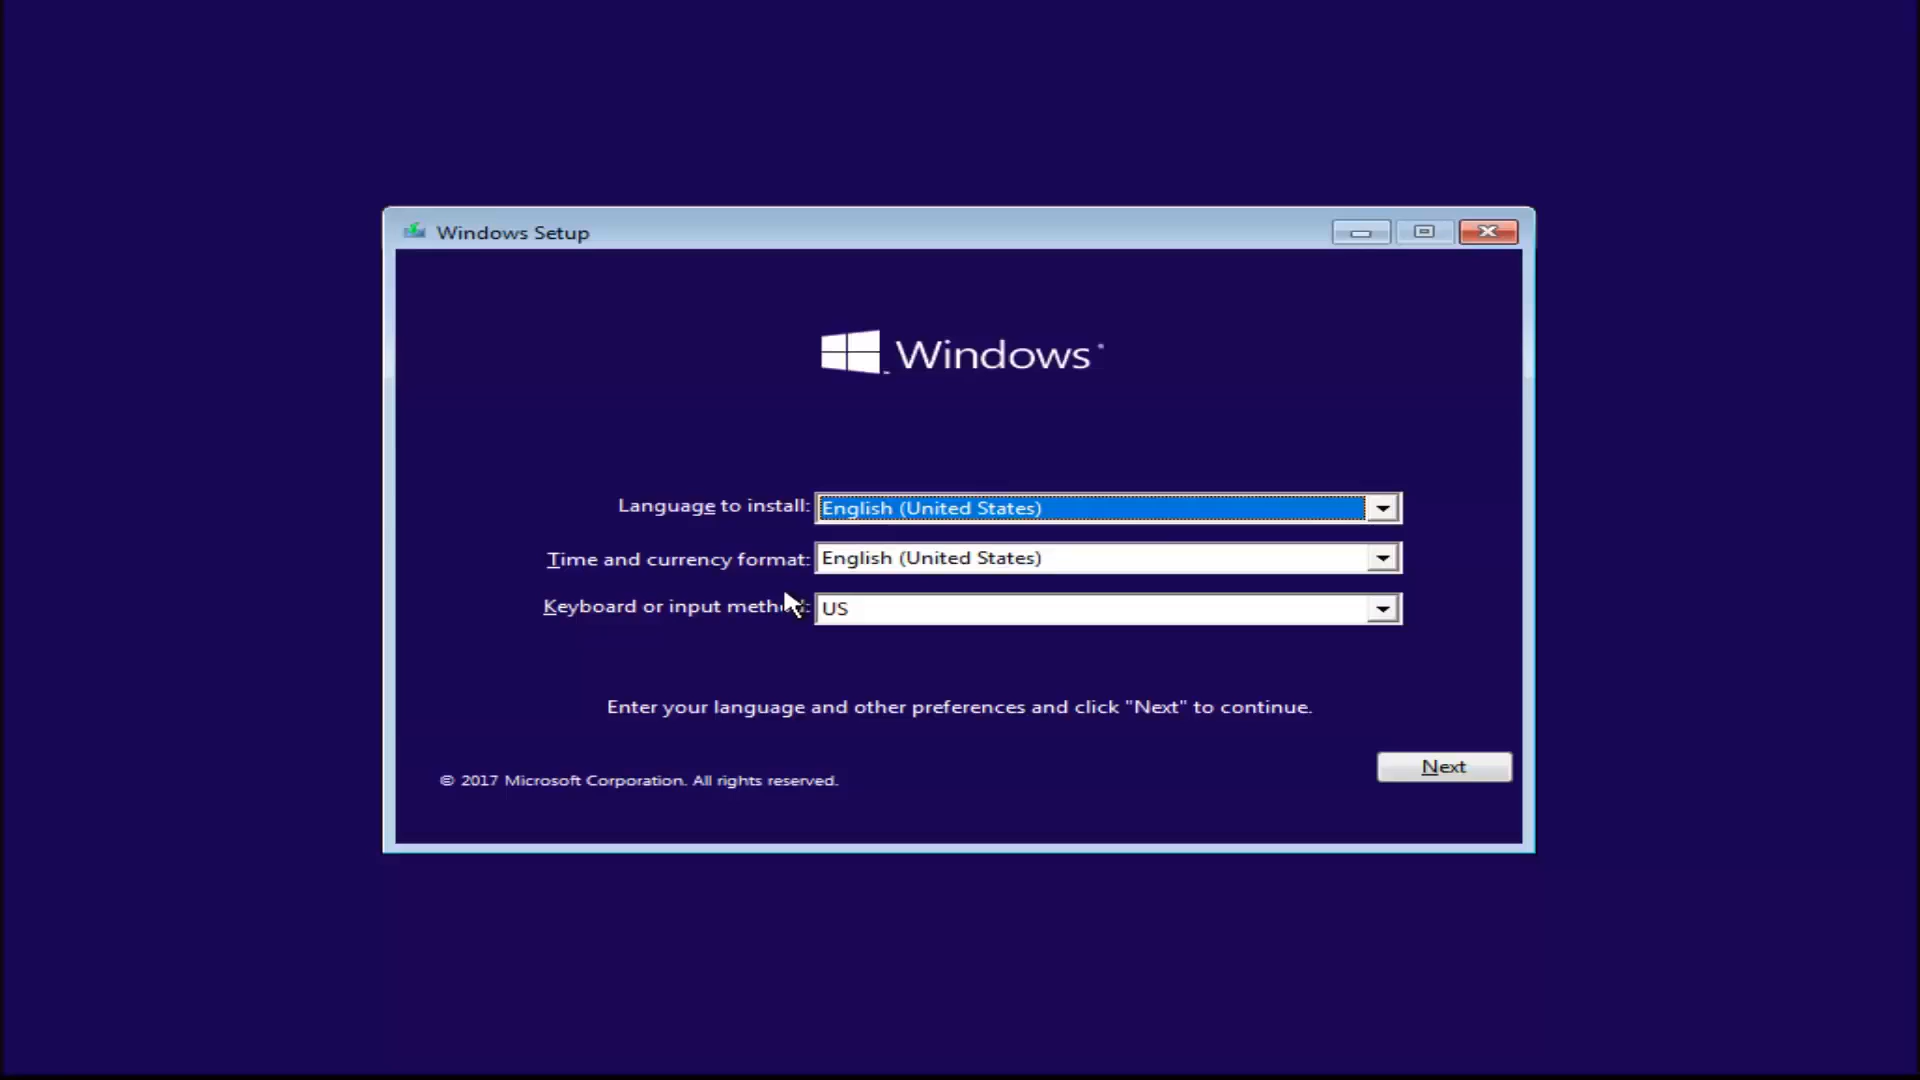 Windows Setup
Windows
Language to install: English (United States)
Time and currency format: English (United States)
Keyboard or input method: US
Enter your language and other preferences and click "Next" to continue.
Next
© 2017 Microsoft Corporation. All rights reserved.